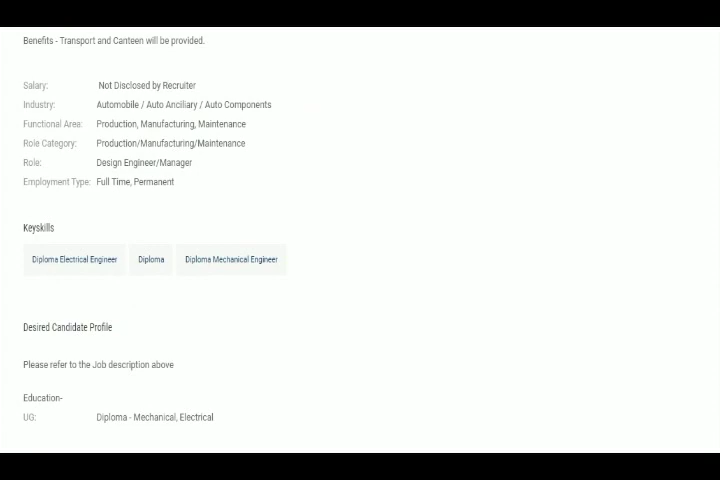 Benefits - Transport and Canteen will be provided.
Salary: Not Disclosed by Recruiter
Industry: Automobile / Auto Anciliary / Auto Components
Functional Area: Production, Manufacturing, Maintenance
Role Category: Production/Manufacturing/Maintenance
Role: Design Engineer/Manager
Employment Type: Full Time, Permanent
Keyskills
Diploma Electrical Engineer Diploma Diploma Mechanical Engineer
Desired Candidate Profile
Please refer to the Job description above
Education-
UG: Diploma - Mechanical, Electrical